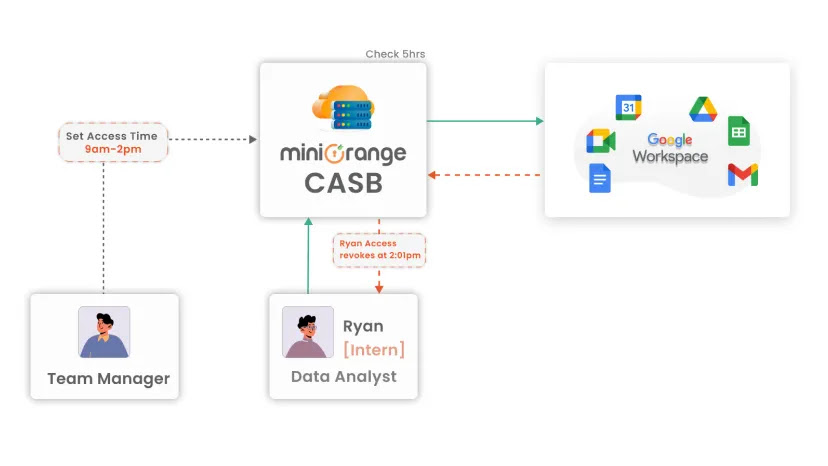 Check 5hrs
Set Access Time
9am-2pm
miniOrange
CASB
31
Google
Workspace
Ryan Access
revokes at 2:01pm
Team Manager
Ryan
[Intern]
Data Analyst